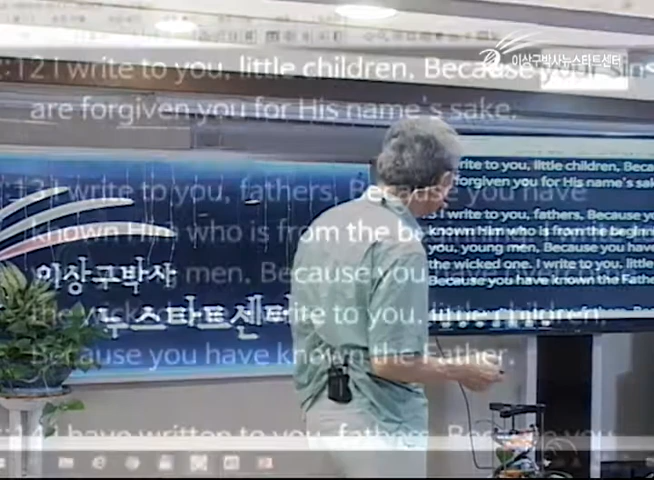 이상구박사뉴스타트센터
:12 I write to you, little children, Because your sins
are forgiven you for His name's sake.
:13 I write to you, fathers, Because you have
known Him who is from the
men. Because you
the wicked one. I write to you, little children,
Because you have known the Father.
:14 I have written to you, fathers, Because you
이상구박사
뉴스타트센터
write to you, little children, Beca
forgiven you for His name's sak
I write to you, fathers, Because yo
known Him who is from the beginn
you, young men, Because you have
the wicked one. I write to you, little
Because you have known the Fathe